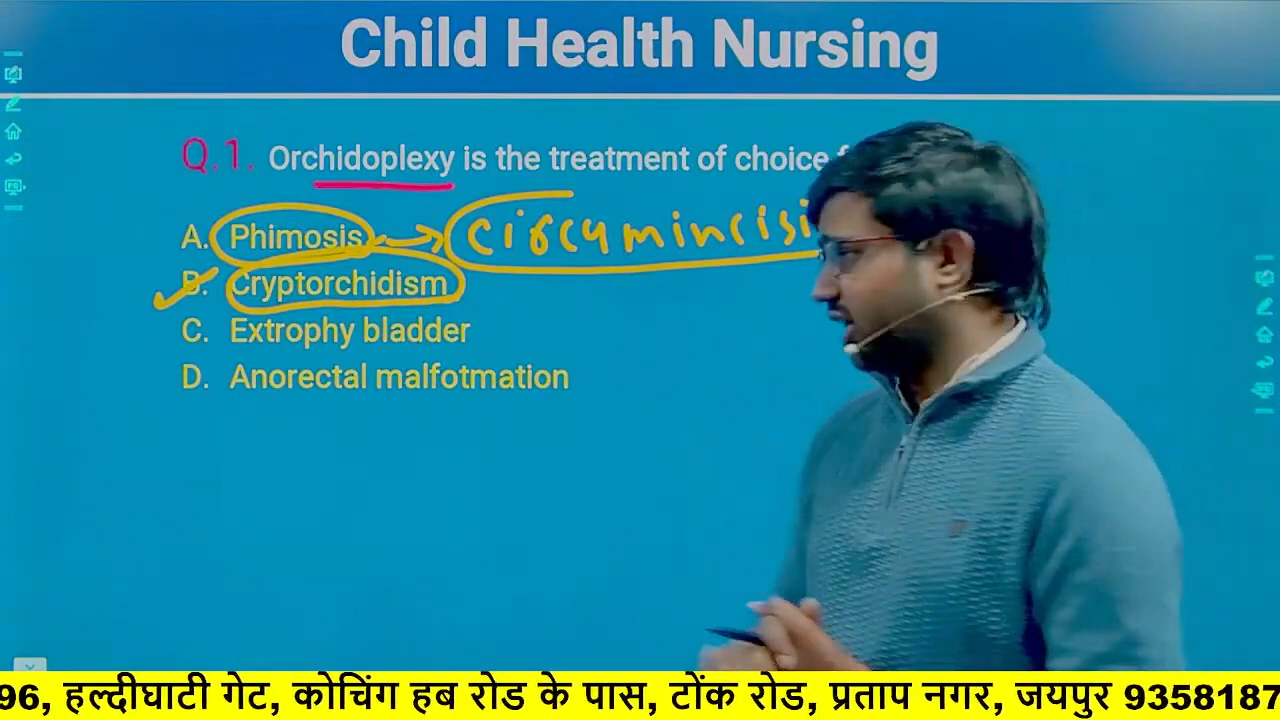 Child Health Nursing
Q.1. Orchidoplexy is the treatment of choice
A. Phimosis → circumincisi
B. Cryptorchidism
C. Extrophy bladder
D. Anorectal malfotmation
96, हल्दीघाटी गेट, कोचिंग हब रोड के पास, टोंक रोड, प्रताप नगर, जयपुर 9358187